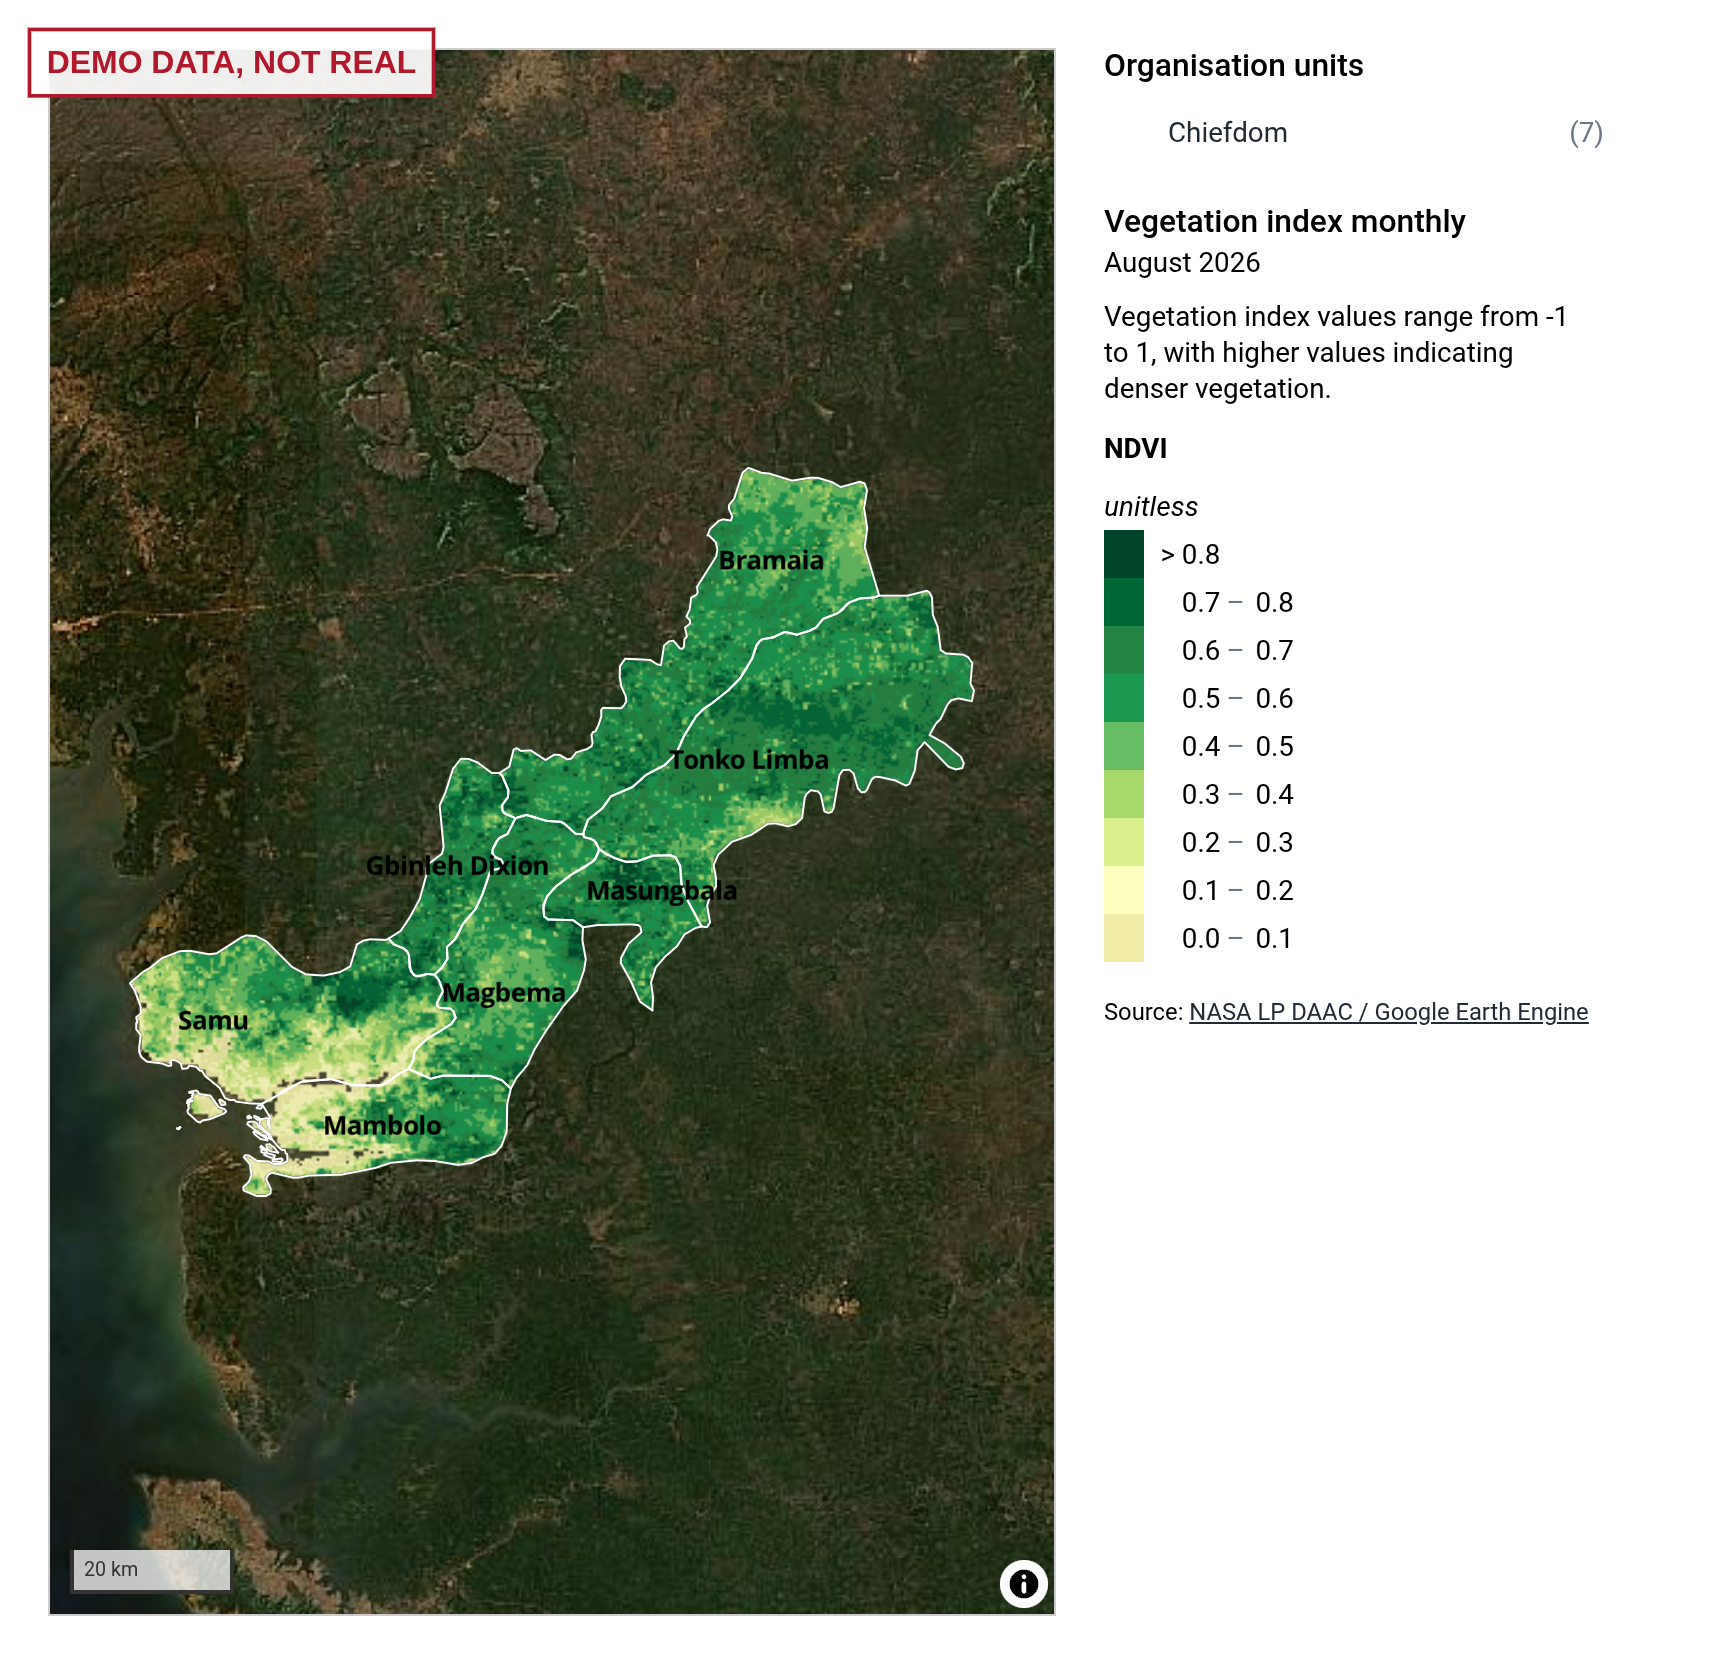 DEMO DATA, NOT REAL
Bramaia
Tonko Limba
Gbinleh Dixion
Masungbala
Magbema
Samu
Mambolo
20 km
Organisation units
Chiefdom (7)
Vegetation index monthly
August 2026
Vegetation index values range from -1
to 1, with higher values indicating
denser vegetation.
NDVI
unitless
> 0.8
0.7 – 0.8
0.6 – 0.7
0.5 – 0.6
0.4 – 0.5
0.3 – 0.4
0.2 – 0.3
0.1 – 0.2
0.0 – 0.1
Source: NASA LP DAAC / Google Earth Engine